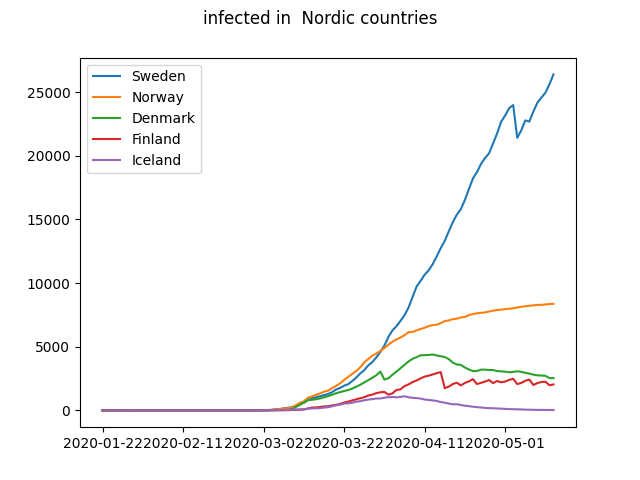 infected in  Nordic countries
Sweden
Norway
Denmark
Finland
Iceland
25000
20000
15000
10000
5000
0
2020-01-22 2020-02-11 2020-03-02 2020-03-22 2020-04-11 2020-05-01